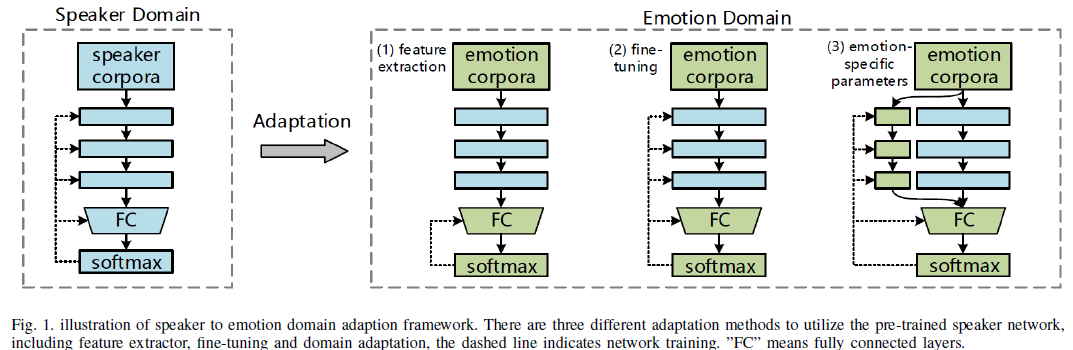 Speaker Domain
Emotion Domain
speaker
corpora
FC
softmax
Adaptation
(1) feature
extraction
emotion
corpora
FC
softmax
(2) fine-
tuning
emotion
corpora
FC
softmax
(3) emotion-
specific
parameters
emotion
corpora
FC
softmax
Fig. 1. illustration of speaker to emotion domain adaption framework. There are three different adaptation methods to utilize the pre-trained speaker network,
including feature extractor, fine-tuning and domain adaptation, the dashed line indicates network training. ”FC” means fully connected layers.